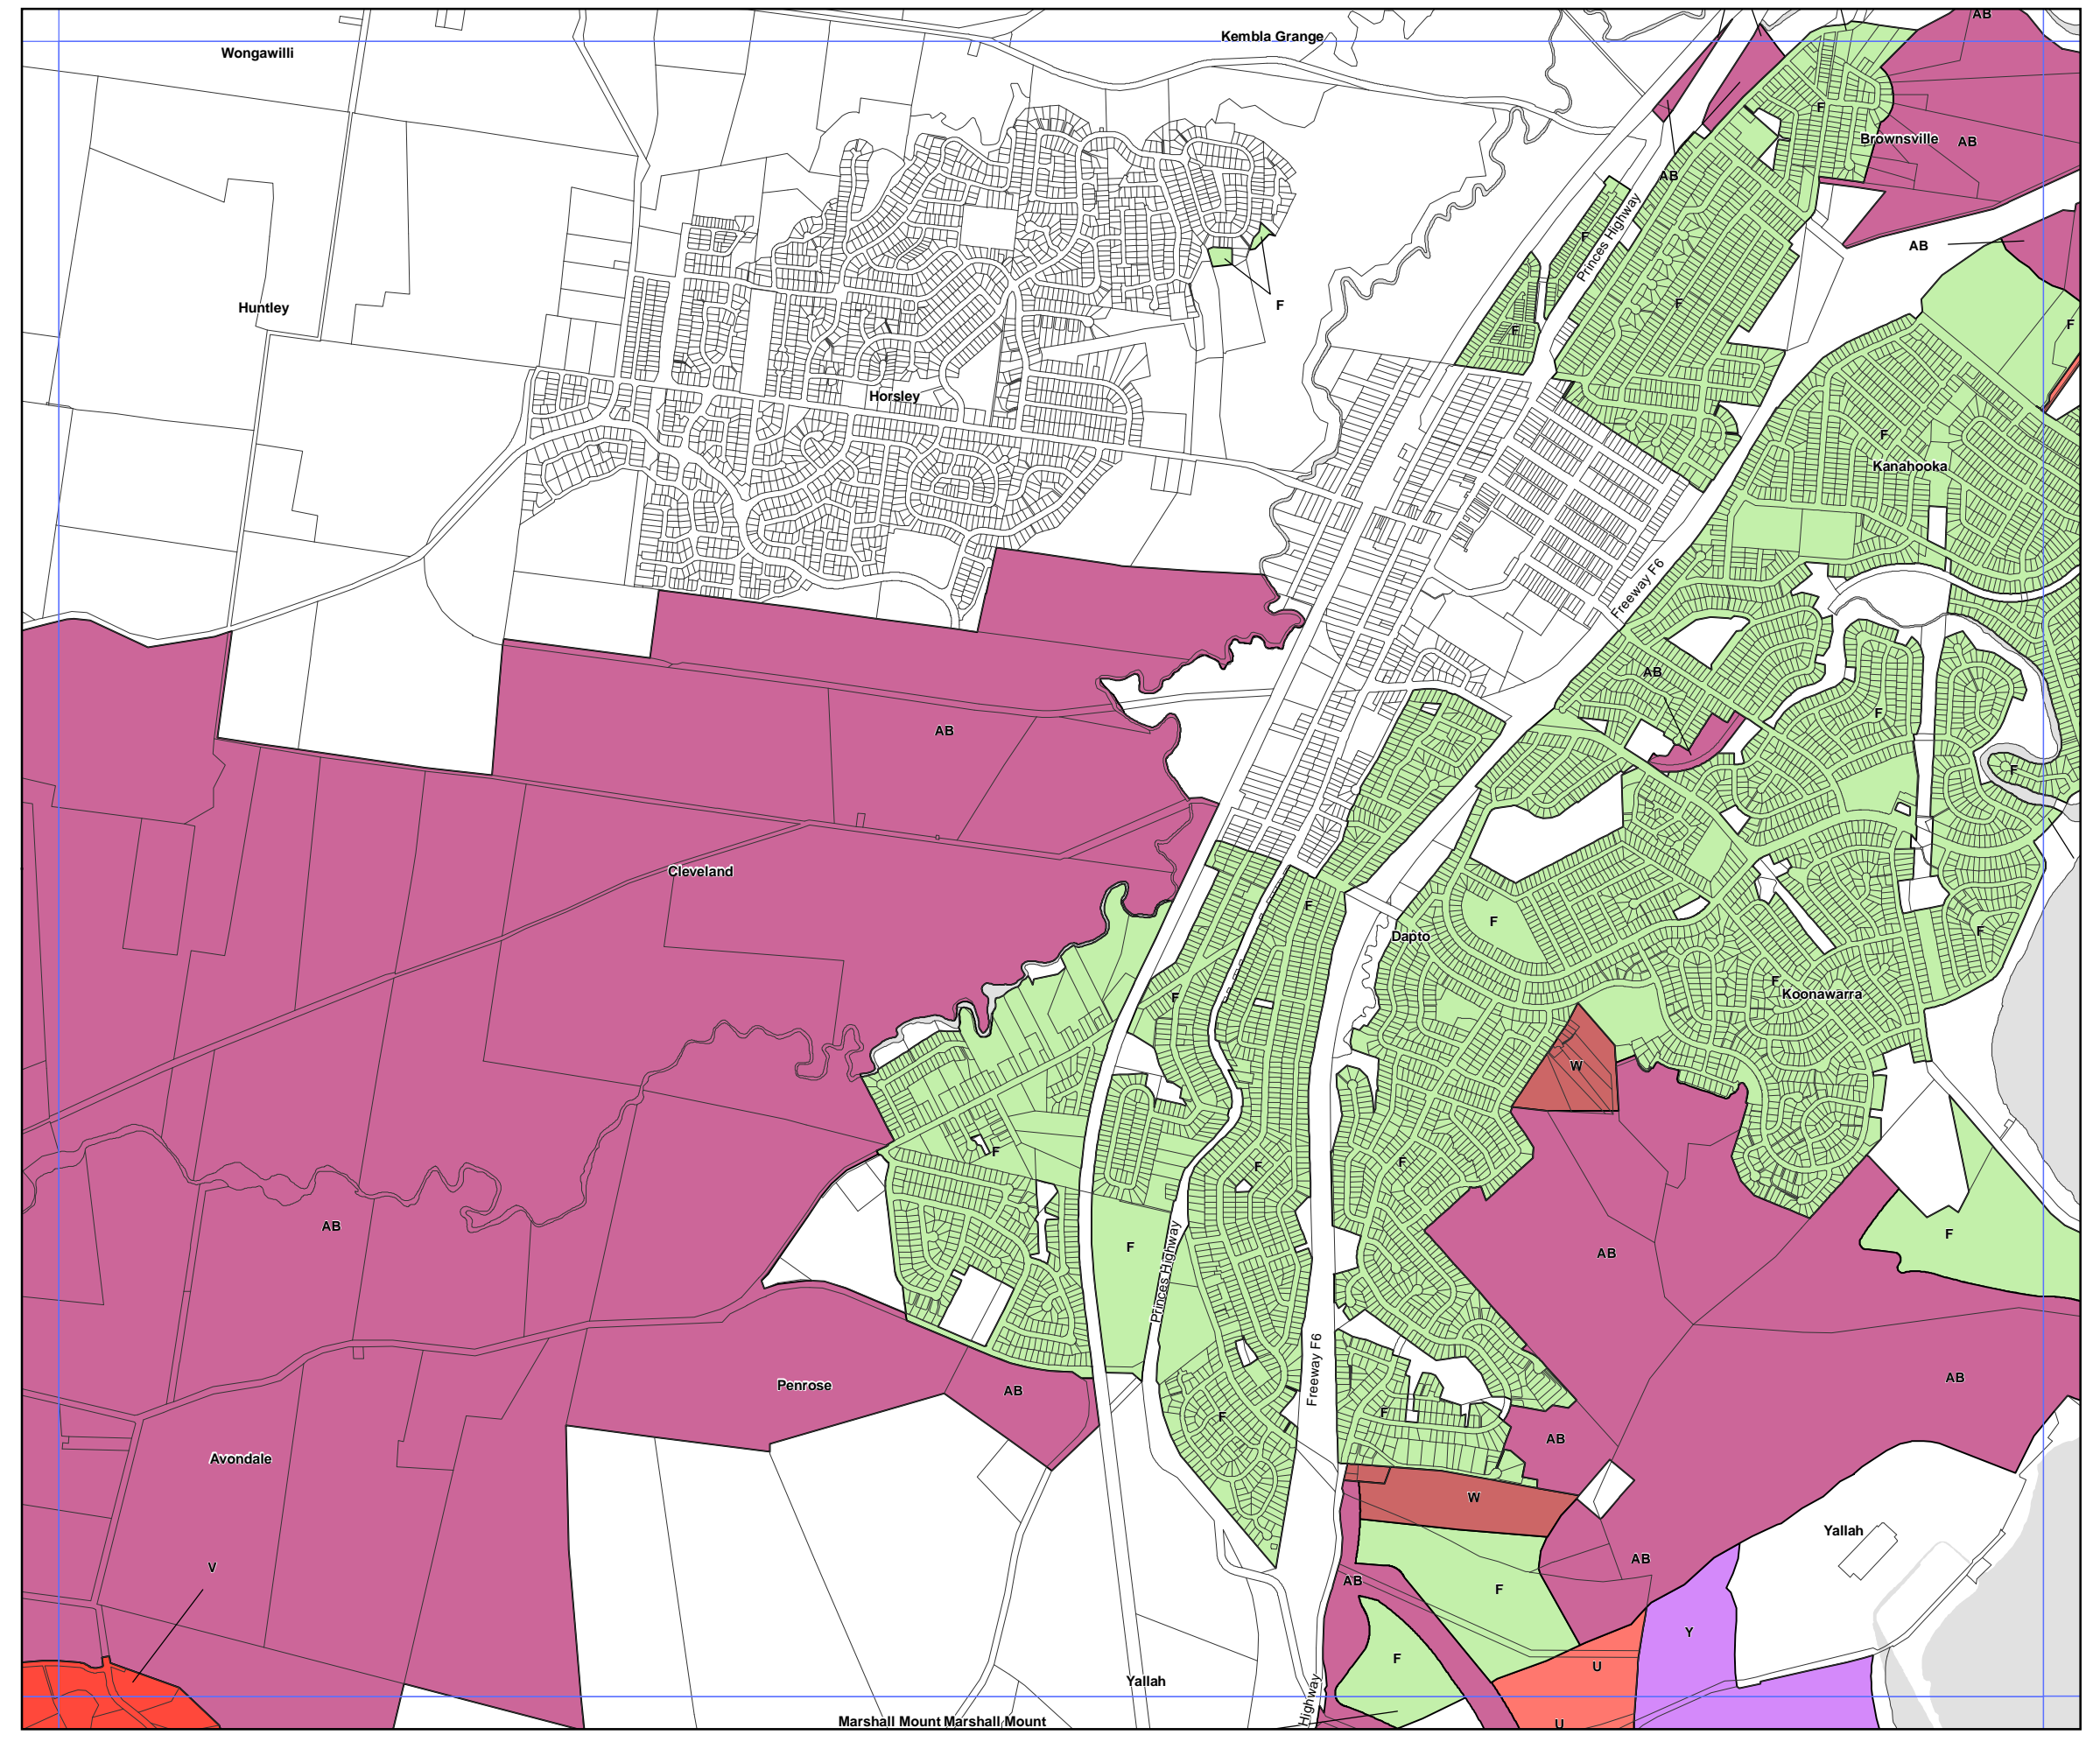 AB
Kembla Grange
Wongawilli
F
Brownsville
AB
AB
F
Princes Highway
AB
F
Huntley
F
F
F
F
Horsley
F
Kanahooka
Freeway F6
AB
F
AB
F
Cleveland
F
F
Dapto
F
F
Koonawarra
F
W
F
F
F
AB
F
F
AB
Princes Highway
Freeway F6
AB
Penrose
AB
F
F
AB
Avondale
W
Yallah
AB
V
AB
F
Y
F
U
Yallah
Highway
Marshall Mount Marshall Mount
U